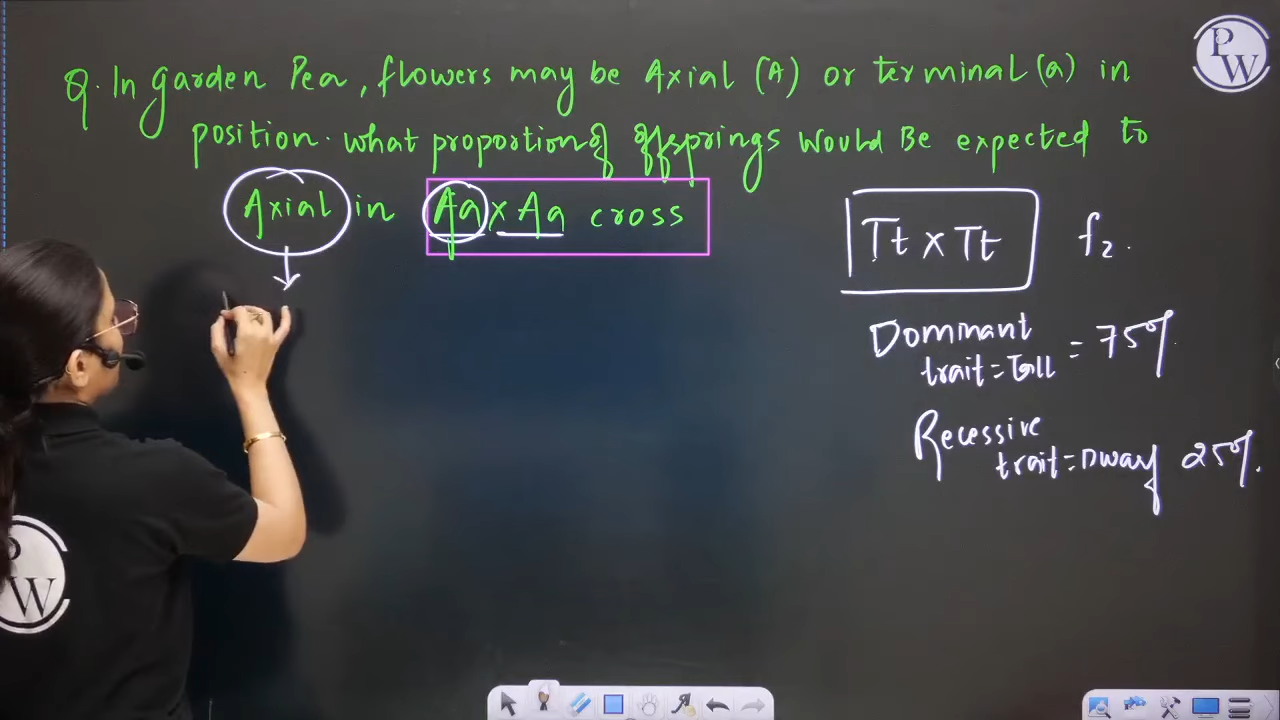 PW
Q. In garden Pea, flowers may be Axial (A) or terminal (a) in
position. what proportion of offsprings would Be expected to
Axial in Aa x Aa cross
Tt x Tt f2.
Dominant
trait = Tall = 75%
Recessive
trait = Dwarf 25%.
PW